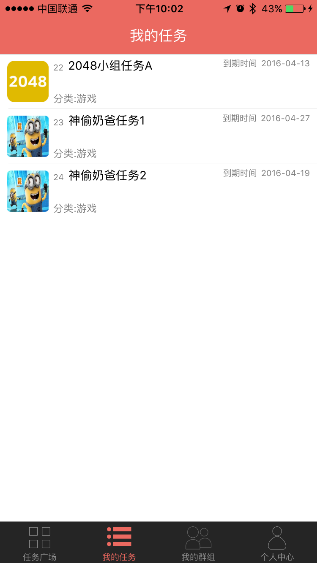 中国联通 下午10:02 43%
我的任务
2048 22 2048小组任务A 到期时间 2016-04-13
分类:游戏
23 神偷奶爸任务1 到期时间 2016-04-27
分类:游戏
24 神偷奶爸任务2 到期时间 2016-04-19
分类:游戏
任务广场 我的任务 我的群组 个人中心